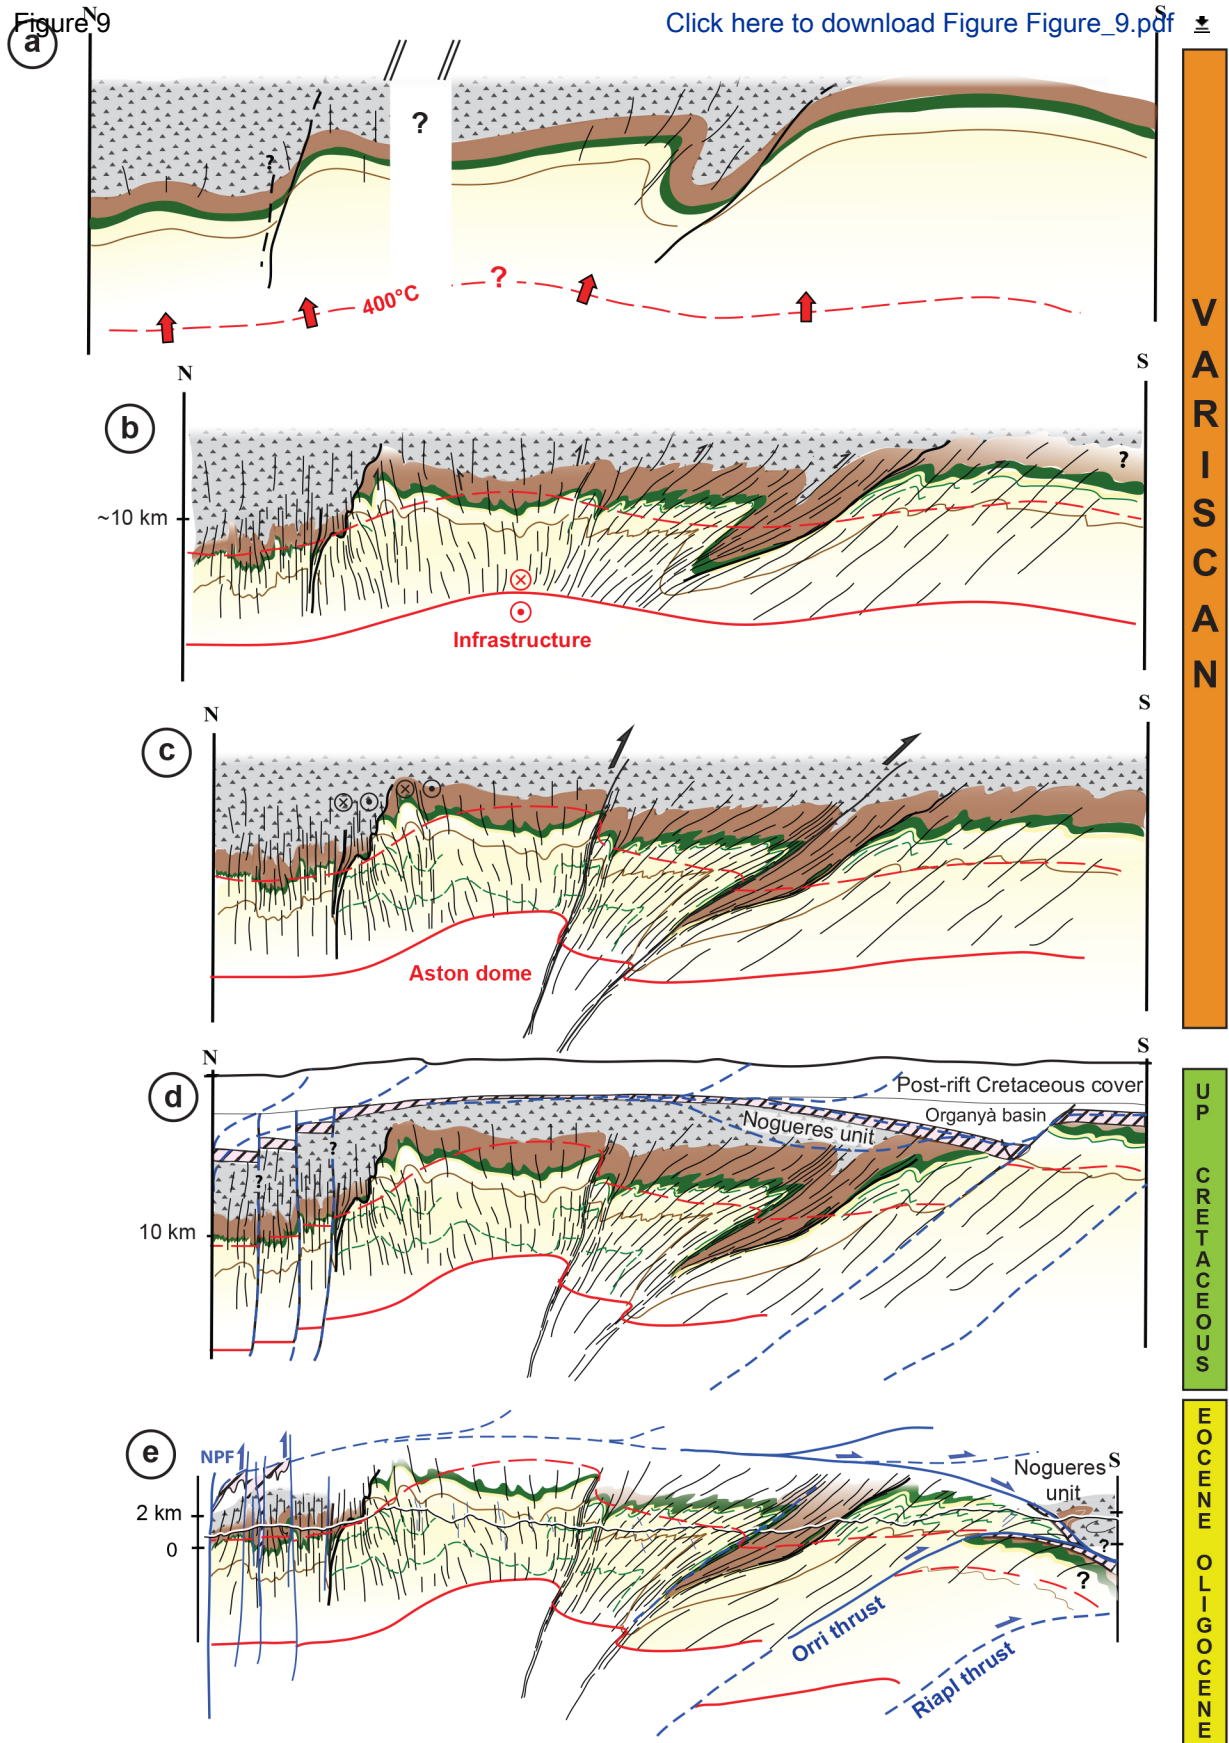 Figure 9
Click here to download Figure Figure_9.pdf
N
S
a
?
?
?
400°C
VARISCAN
N
S
b
?
~10 km
Infrastructure
N
S
c
Aston dome
N
S
d
Post-rift Cretaceous cover
Organyà basin
Nogueres unit
?
?
10 km
UP CRETACEOUS
e
NPF
Nogueres
unit
S
2 km
0
?
?
Orri thrust
Riapl thrust
EOCENE OLIGOCENE